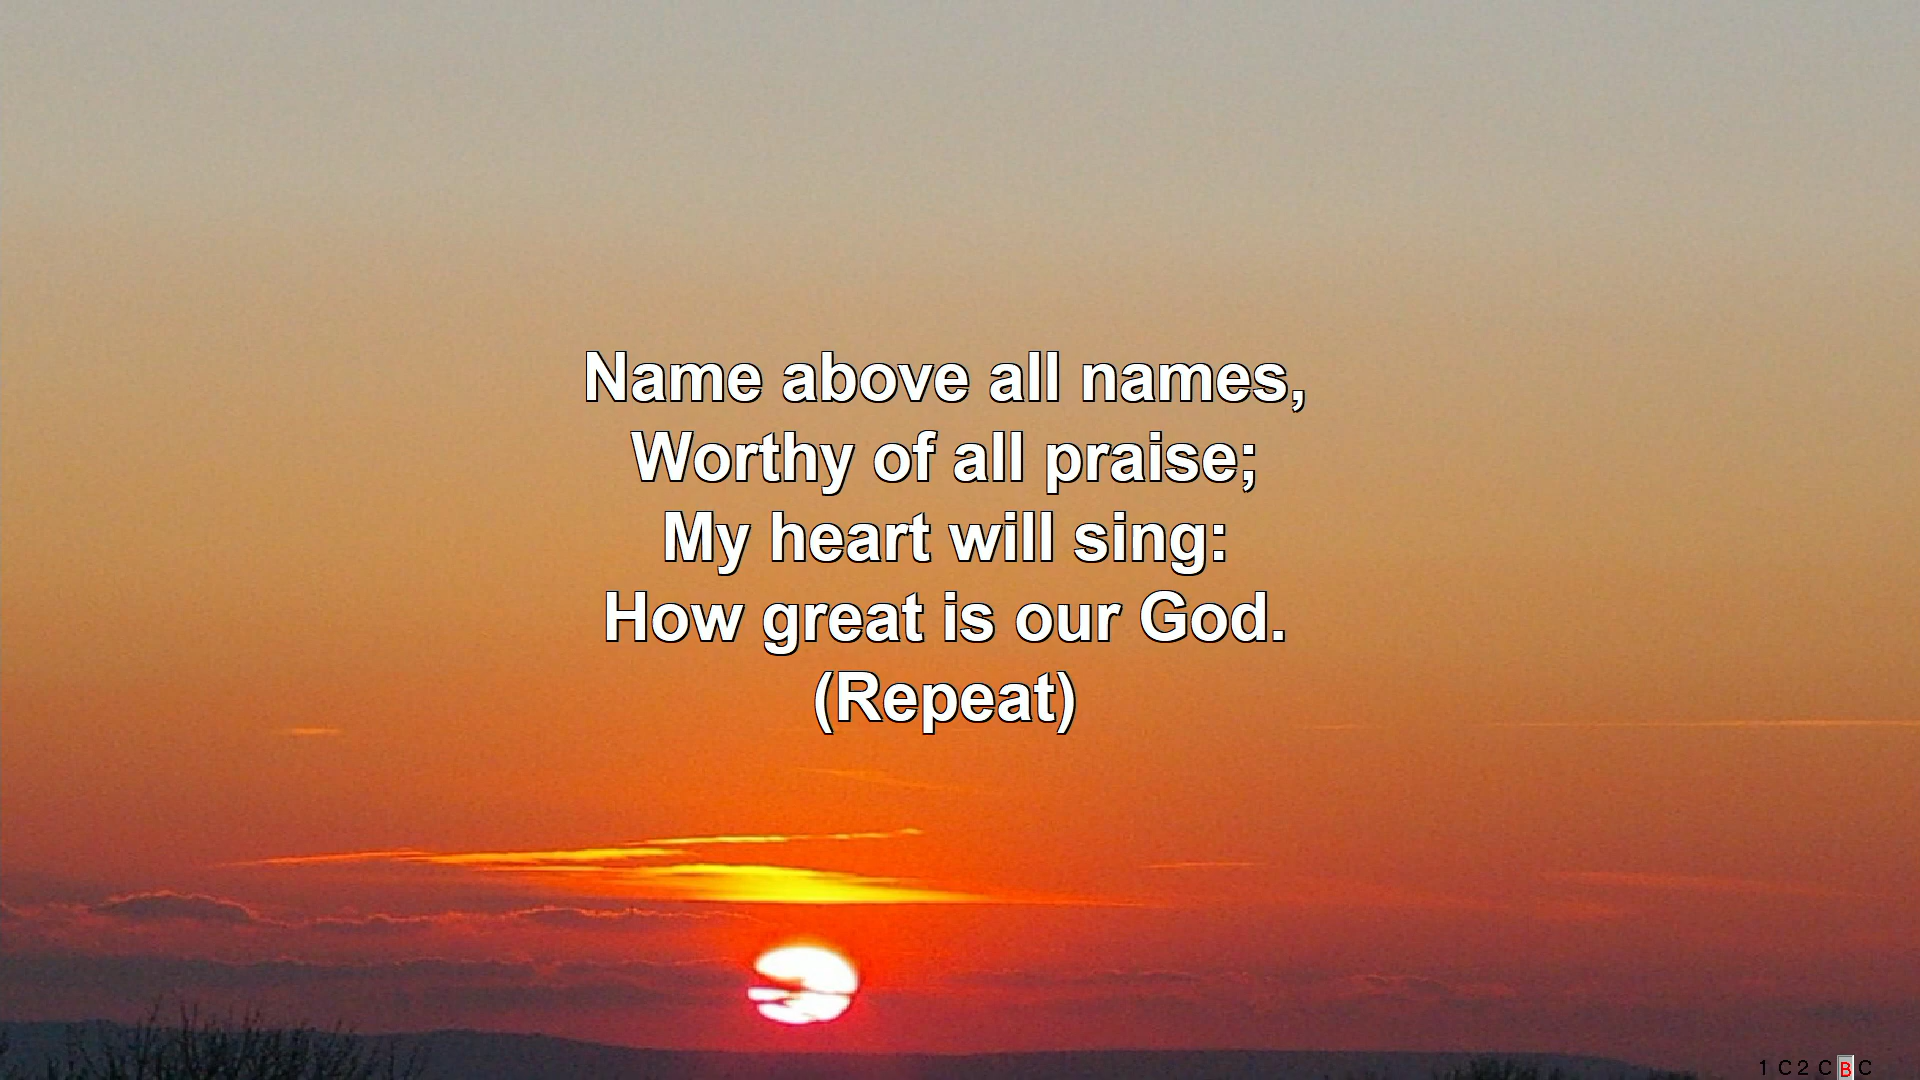 Name above all names,
Worthy of all praise;
My heart will sing:
How great is our God.
(Repeat)
1 C 2 C B C